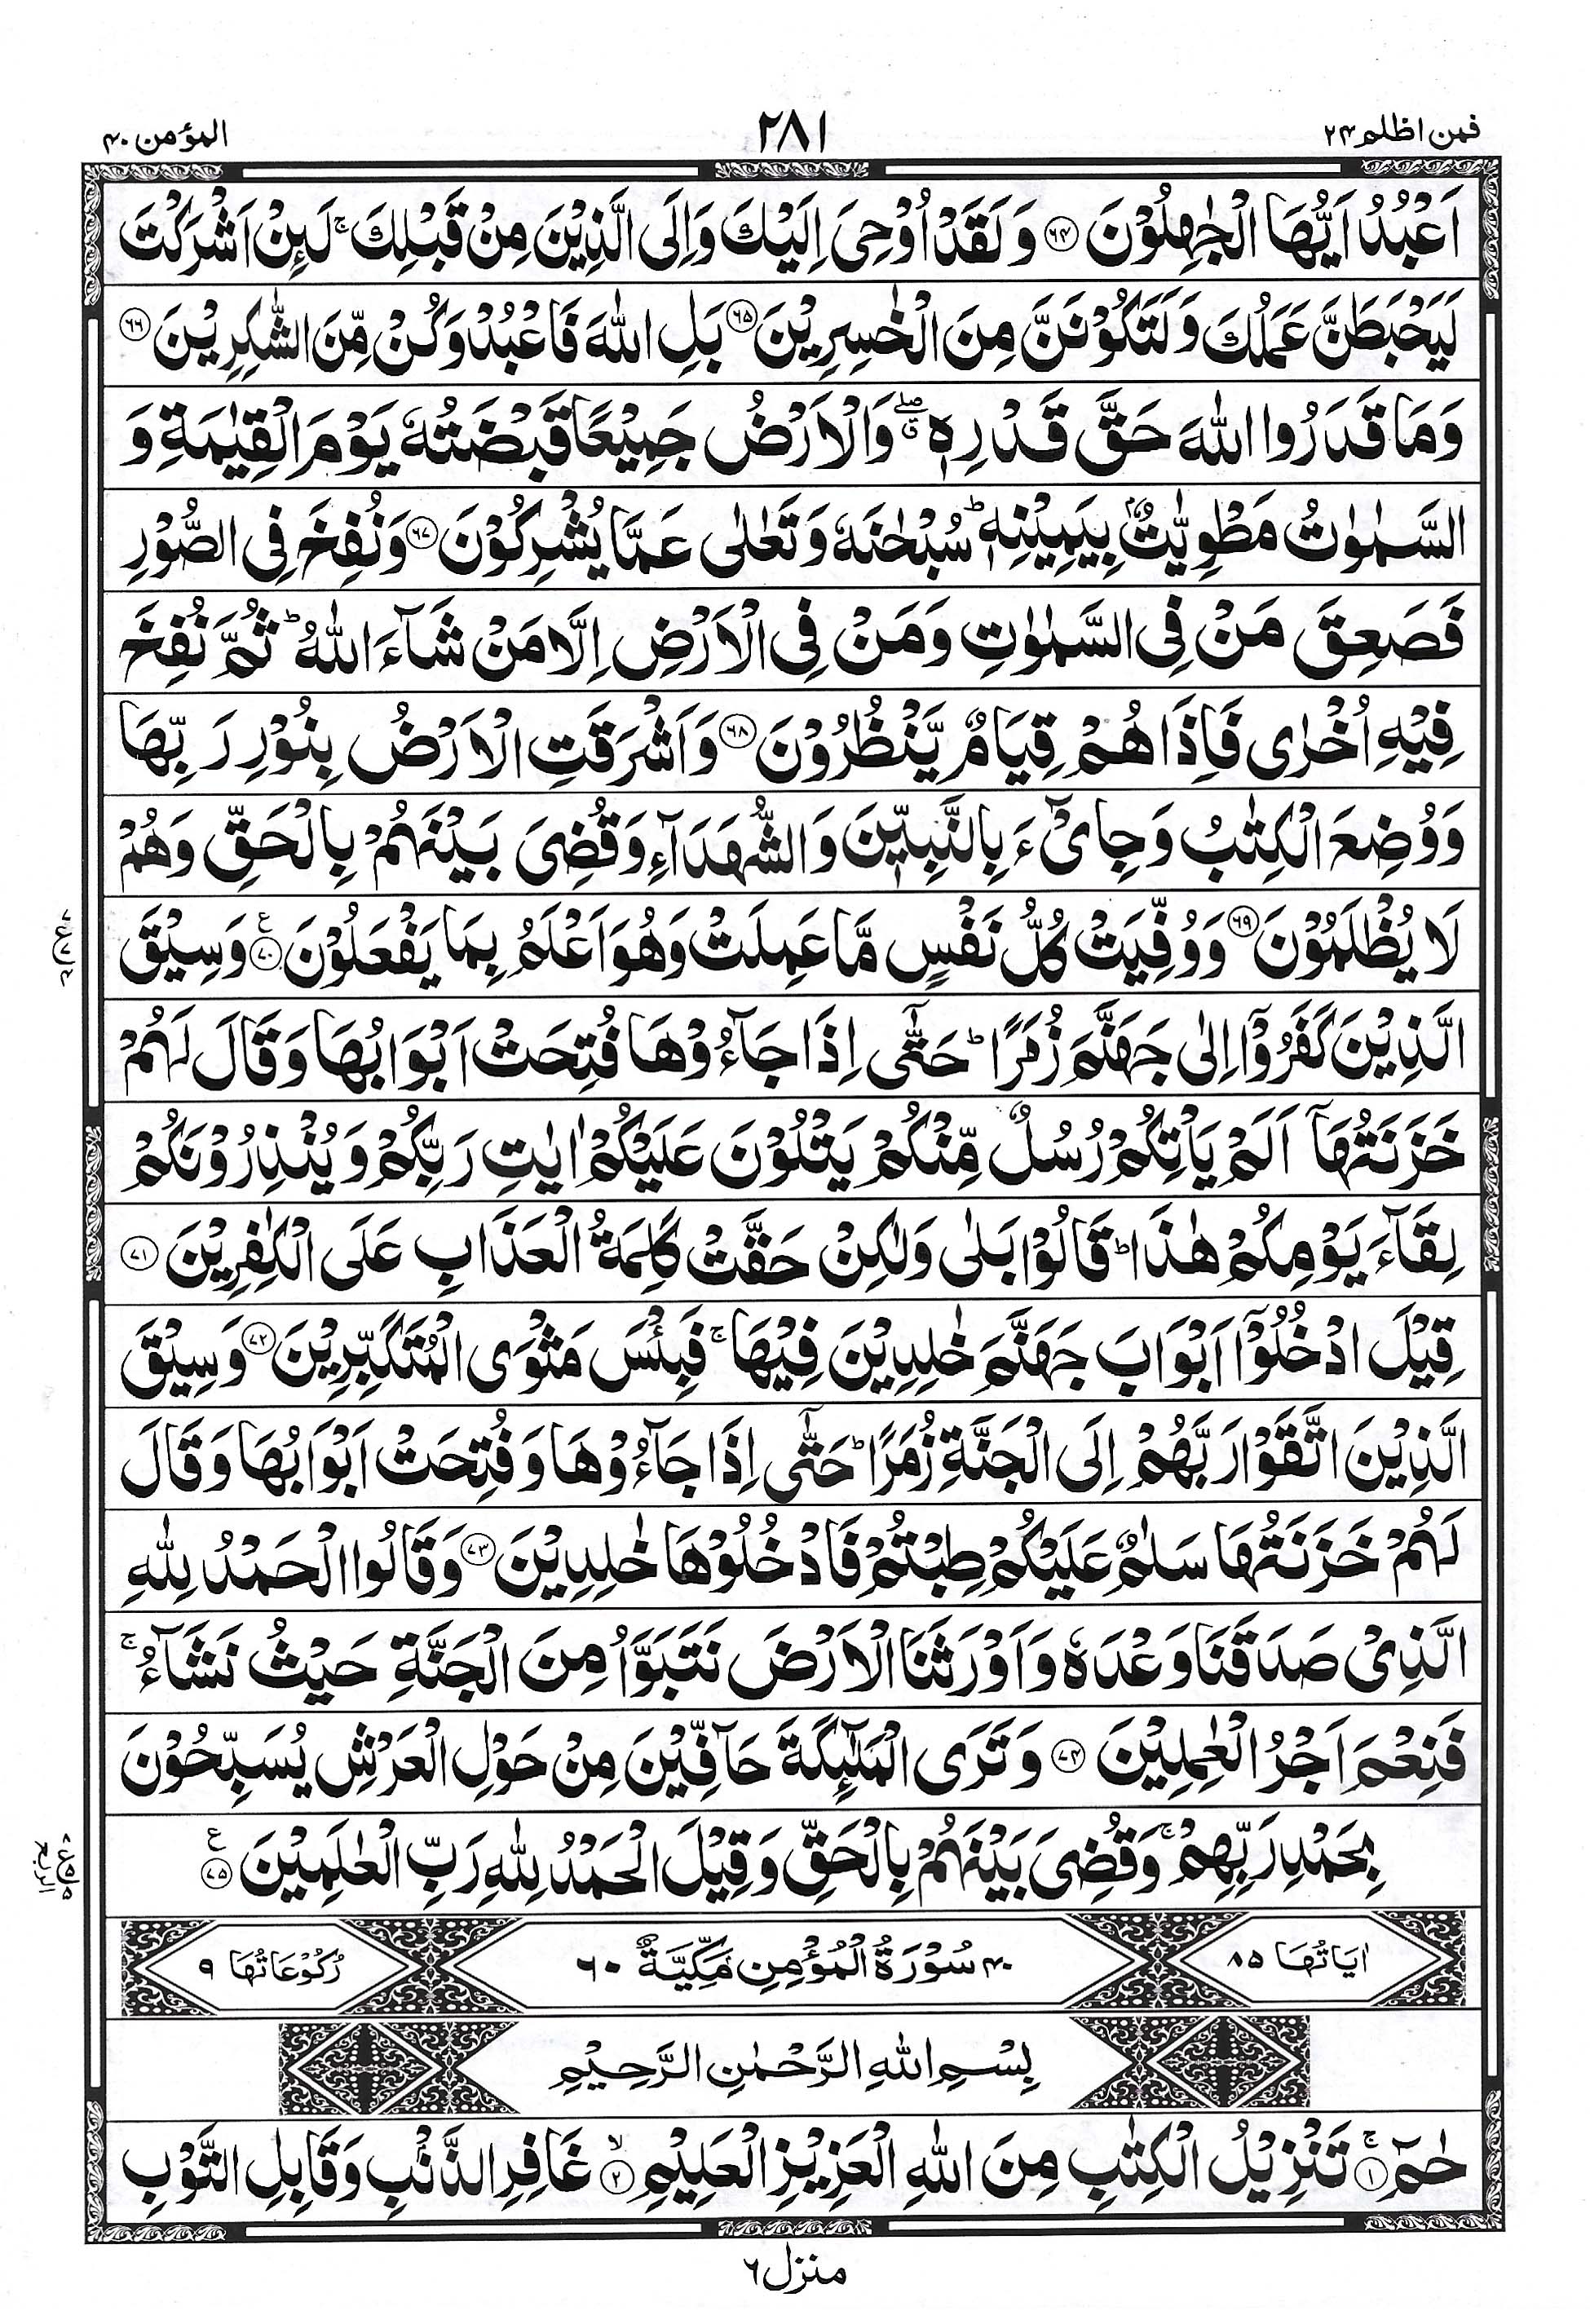 فمن اظلم ۲۴ ۲۸۱ المؤمن ۴۰
اَعْبُدُ اَيُّهَا الْجٰهِلُوْنَ ﴿۶۴﴾ وَ لَقَدْ اُوْحِیَ اِلَيْكَ وَاِلَی الَّذِيْنَ مِنْ قَبْلِكَ ۚ لَئِنْ اَشْرَكْتَ
لَيَحْبَطَنَّ عَمَلُكَ وَلَتَكُوْنَنَّ مِنَ الْخٰسِرِيْنَ ﴿۶۵﴾ بَلِ اللّٰهَ فَاعْبُدْ وَكُنْ مِّنَ الشّٰكِرِيْنَ ﴿۶۶﴾
وَمَا قَدَرُوا اللّٰهَ حَقَّ قَدْرِهٖ ۖ ۗ وَالْاَرْضُ جَمِيْعًا قَبْضَتُهٗ يَوْمَ الْقِيٰمَةِ وَ
السَّمٰوٰتُ مَطْوِيّٰتٌۢ بِيَمِيْنِهٖ ؕ سُبْحٰنَهٗ وَتَعٰلٰی عَمَّا يُشْرِكُوْنَ ﴿۶۷﴾ وَنُفِخَ فِی الصُّوْرِ
فَصَعِقَ مَنْ فِی السَّمٰوٰتِ وَمَنْ فِی الْاَرْضِ اِلَّا مَنْ شَآءَ اللّٰهُ ؕ ثُمَّ نُفِخَ
فِيْهِ اُخْرٰی فَاِذَا هُمْ قِيَامٌ يَّنْظُرُوْنَ ﴿۶۸﴾ وَاَشْرَقَتِ الْاَرْضُ بِنُوْرِ رَبِّهَا
وَوُضِعَ الْكِتٰبُ وَجِایْٓءَ بِالنَّبِيّٖنَ وَالشُّهَدَآءِ وَقُضِیَ بَيْنَهُمْ بِالْحَقِّ وَهُمْ
لَا يُظْلَمُوْنَ ﴿۶۹﴾ وَوُفِّيَتْ كُلُّ نَفْسٍ مَّا عَمِلَتْ وَهُوَ اَعْلَمُ بِمَا يَفْعَلُوْنَ ﴿۷۰﴾ ع وَسِيْقَ
الَّذِيْنَ كَفَرُوْۤا اِلٰی جَهَنَّمَ زُمَرًا ؕ حَتّٰۤی اِذَا جَآءُوْهَا فُتِحَتْ اَبْوَابُهَا وَقَالَ لَهُمْ
خَزَنَتُهَاۤ اَلَمْ يَاْتِكُمْ رُسُلٌ مِّنْكُمْ يَتْلُوْنَ عَلَيْكُمْ اٰيٰتِ رَبِّكُمْ وَيُنْذِرُوْنَكُمْ
لِقَآءَ يَوْمِكُمْ هٰذَا ؕ قَالُوْا بَلٰی وَلٰكِنْ حَقَّتْ كَلِمَةُ الْعَذَابِ عَلَی الْكٰفِرِيْنَ ﴿۷۱﴾
قِيْلَ ادْخُلُوْۤا اَبْوَابَ جَهَنَّمَ خٰلِدِيْنَ فِيْهَا ۚ فَبِئْسَ مَثْوَی الْمُتَكَبِّرِيْنَ ﴿۷۲﴾ وَسِيْقَ
الَّذِيْنَ اتَّقَوْا رَبَّهُمْ اِلَی الْجَنَّةِ زُمَرًا ؕ حَتّٰۤی اِذَا جَآءُوْهَا وَفُتِحَتْ اَبْوَابُهَا وَقَالَ
لَهُمْ خَزَنَتُهَا سَلٰمٌ عَلَيْكُمْ طِبْتُمْ فَادْخُلُوْهَا خٰلِدِيْنَ ﴿۷۳﴾ وَقَالُوا الْحَمْدُ لِلّٰهِ
الَّذِیْ صَدَقَنَا وَعْدَهٗ وَاَوْرَثَنَا الْاَرْضَ نَتَبَوَّاُ مِنَ الْجَنَّةِ حَيْثُ نَشَآءُ ۚ
فَنِعْمَ اَجْرُ الْعٰمِلِيْنَ ﴿۷۴﴾ وَتَرَی الْمَلٰٓئِكَةَ حَآفِّيْنَ مِنْ حَوْلِ الْعَرْشِ يُسَبِّحُوْنَ
بِحَمْدِ رَبِّهِمْ ۚ وَقُضِیَ بَيْنَهُمْ بِالْحَقِّ وَقِيْلَ الْحَمْدُ لِلّٰهِ رَبِّ الْعٰلَمِيْنَ ﴿۷۵﴾ ع
الربع
اٰيَاتُهَا ۸۵ ۴۰ سُوْرَةُ الْمُؤْمِنِ مَكِّيَّةٌ ۶۰ رُكُوْعَاتُهَا ۹
بِسْمِ اللّٰهِ الرَّحْمٰنِ الرَّحِيْمِ
حٰمٓ ﴿۱﴾ ۚ تَنْزِيْلُ الْكِتٰبِ مِنَ اللّٰهِ الْعَزِيْزِ الْعَلِيْمِ ﴿۲﴾ ۙ غَافِرِ الذَّنْۢبِ وَقَابِلِ التَّوْبِ
منزل ۶